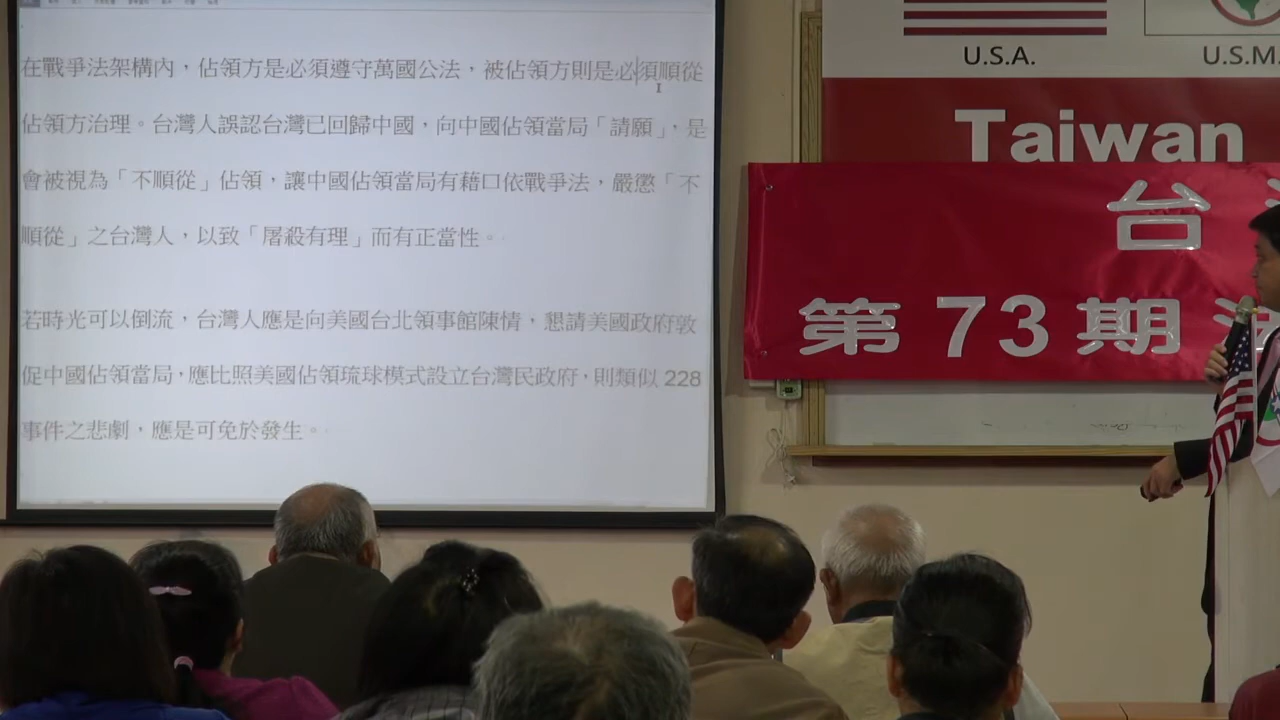 在戰爭法架構內，佔領方是必須遵守萬國公法，被佔領方則是必須順從
佔領方治理。台灣人誤認台灣已回歸中國，向中國佔領當局「請願」，是
會被視為「不順從」佔領，讓中國佔領當局有藉口依戰爭法，嚴懲「不
順從」之台灣人，以致「屠殺有理」而有正當性。
若時光可以倒流，台灣人應是向美國台北領事館陳情，懇請美國政府敦
促中國佔領當局，應比照美國佔領琉球模式設立台灣民政府，則類似 228
事件之悲劇，應是可免於發生。
U.S.A.
U.S.M.
Taiwan
台
第 73 期